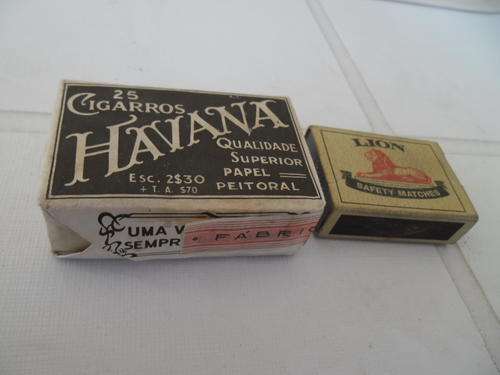 25
CIGARROS
HAVANA
QUALIDADE
SUPERIOR
ESC. 2$30
PAPEL
+ T. A. $70
PEITORAL
UMA V
SEMPR
• FÁBRIC
LION
SAFETY MATCHES